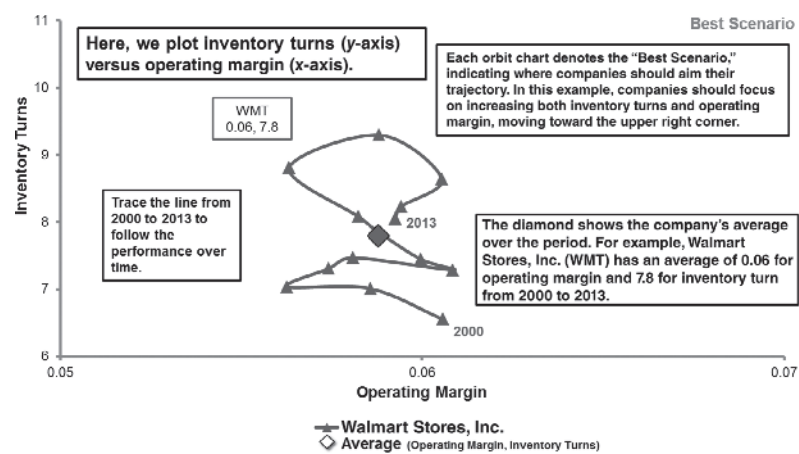 Best Scenario
Here, we plot inventory turns (y-axis)
versus operating margin (x-axis).
Each orbit chart denotes the “Best Scenario,”
indicating where companies should aim their
trajectory. In this example, companies should focus
on increasing both inventory turns and operating
margin, moving toward the upper right corner.
WMT
0.06, 7.8
Trace the line from
2000 to 2013 to
follow the
performance over
time.
2013
The diamond shows the company’s average
over the period. For example, Walmart
Stores, Inc. (WMT) has an average of 0.06 for
operating margin and 7.8 for inventory turn
from 2000 to 2013.
2000
Inventory Turns
11
10
9
8
7
6
0.05
0.06
0.07
Operating Margin
Walmart Stores, Inc.
Average (Operating Margin, Inventory Turns)